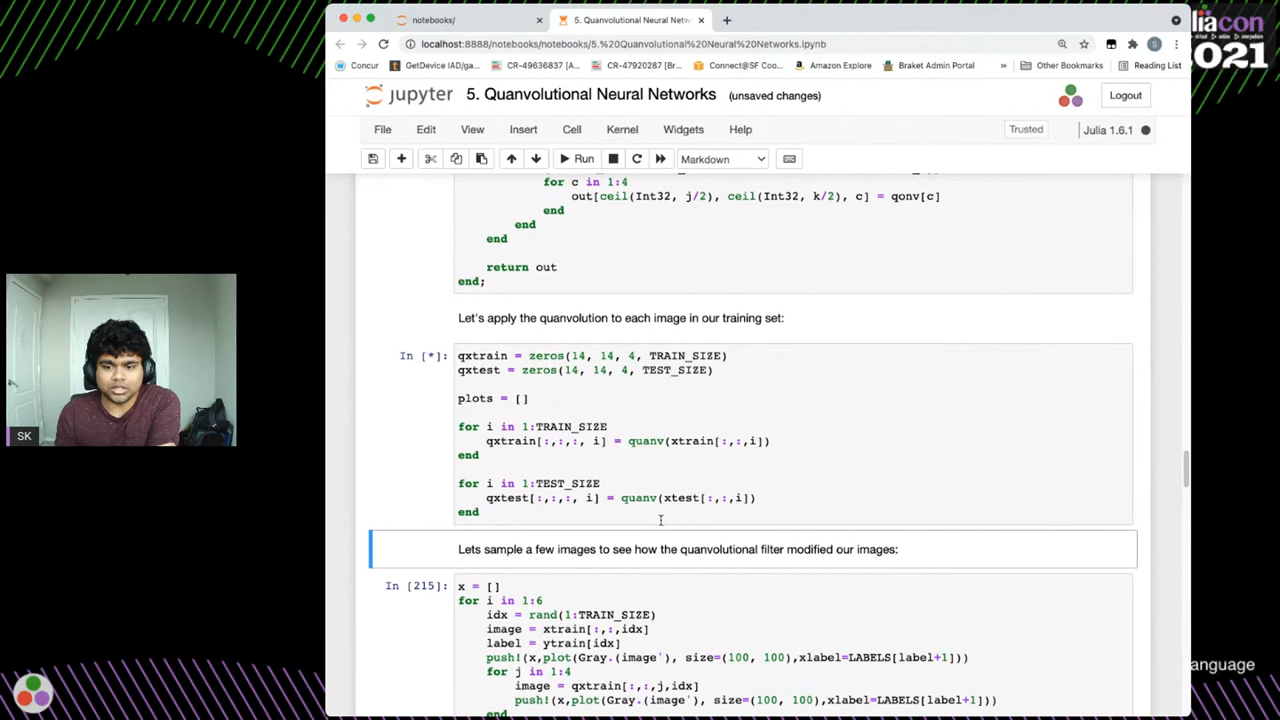 notebooks/
5. Quanvolutional Neural Netw
localhost:8888/notebooks/notebooks/5.%20Quanvolutional%20Neural%20Networks.ipynb
Concur
GetDevice IAD/ga...
CR-49636837 [A...
CR-47920287 [Br...
Connect@SF Coo...
Amazon Explore
Braket Admin Portal
»
Other Bookmarks
Reading List
liacon
2021
jupyter
5. Quanvolutional Neural Networks
(unsaved changes)
Logout
File
Edit
View
Insert
Cell
Kernel
Widgets
Help
Trusted
Julia 1.6.1
Run
Markdown
for c in 1:4
out[ceil(Int32, j/2), ceil(Int32, k/2), c] = qonv[c]
end
end
end
return out
end;
Let's apply the quanvolution to each image in our training set:
In [*]:
qxtrain = zeros(14, 14, 4, TRAIN_SIZE)
qxtest = zeros(14, 14, 4, TEST_SIZE)
plots = []
for i in 1:TRAIN_SIZE
qxtrain[:,:,:, i] = quanv(xtrain[:,:,i])
end
for i in 1:TEST_SIZE
qxtest[:,:,:, i] = quanv(xtest[:,:,i])
end
Lets sample a few images to see how the quanvolutional filter modified our images:
In [215]:
x = []
for i in 1:6
idx = rand(1:TRAIN_SIZE)
image = xtrain[:,:,idx]
label = ytrain[idx]
push!(x,plot(Gray.(image'), size=(100, 100),xlabel=LABELS[label+1]))
for j in 1:4
image = qxtrain[:,:,j,idx]
push!(x,plot(Gray.(image'), size=(100, 100),xlabel=LABELS[label+1]))
end
SK
S
nguage